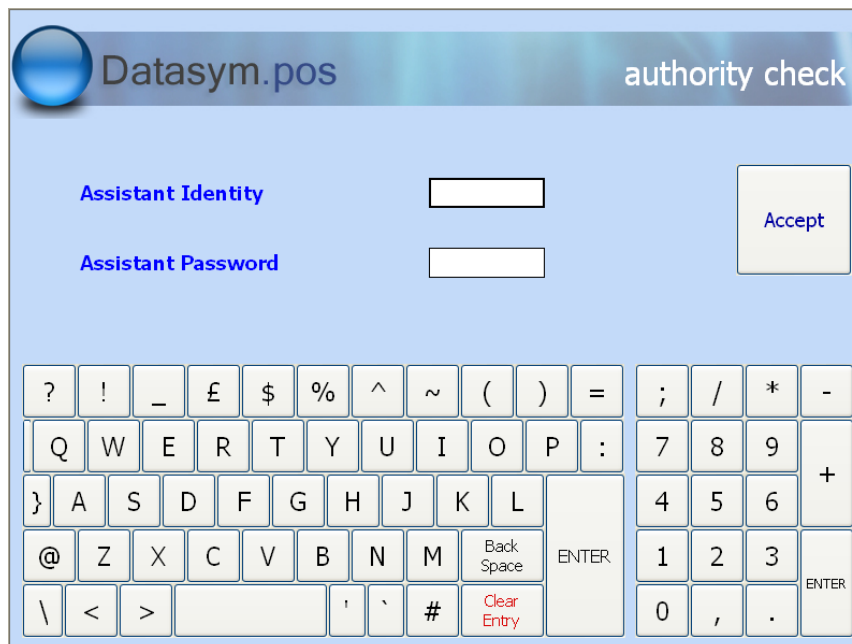 Datasym.pos
authority check
Assistant Identity
Accept
Assistant Password
? ! _ £ $ % ^ ~ ( ) = ; / * -
Q W E R T Y U I O P : 7 8 9 +
} A S D F G H J K L 4 5 6
@ Z X C V B N M Back Space ENTER 1 2 3 ENTER
\ < > ' ` # Clear Entry 0 , .